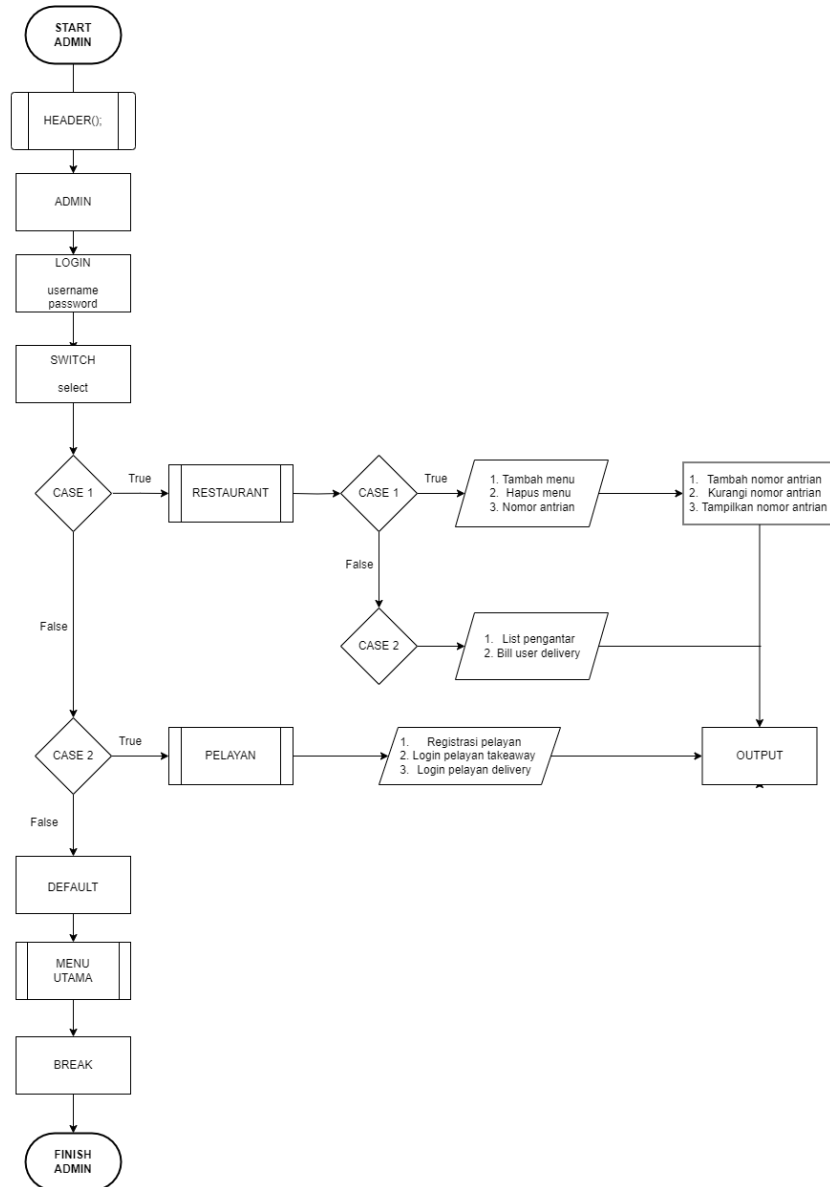 START
ADMIN
HEADER();
ADMIN
LOGIN
username
password
SWITCH
select
CASE 1
True
RESTAURANT
CASE 1
True
1. Tambah menu
2. Hapus menu
3. Nomor antrian
1. Tambah nomor antrian
2. Kurangi nomor antrian
3. Tampilkan nomor antrian
False
False
CASE 2
1. List pengantar
2. Bill user delivery
CASE 2
True
PELAYAN
1. Registrasi pelayan
2. Login pelayan takeaway
3. Login pelayan delivery
OUTPUT
False
DEFAULT
MENU
UTAMA
BREAK
FINISH
ADMIN